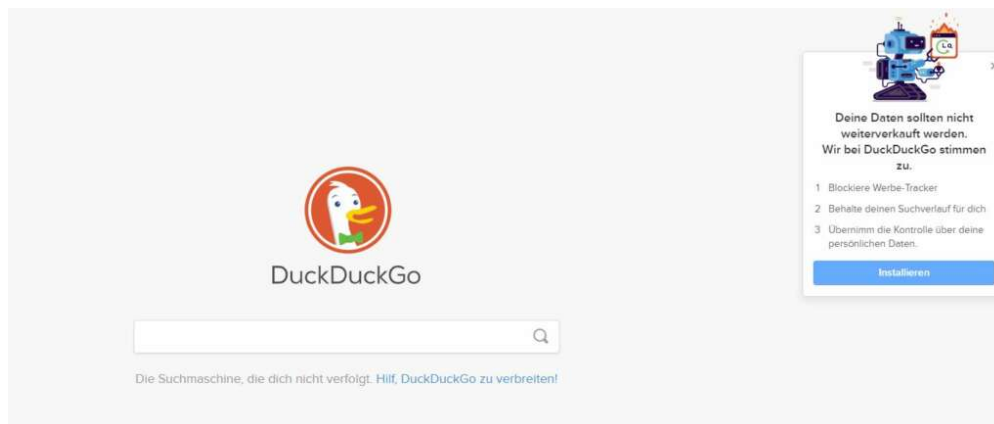 DuckDuckGo
Die Suchmaschine, die dich nicht verfolgt. Hilf, DuckDuckGo zu verbreiten!
Deine Daten sollten nicht
weiterverkauft werden.
Wir bei DuckDuckGo stimmen
zu.
1 Blockiere Werbe-Tracker
2 Behalte deinen Suchverlauf für dich
3 Übernimm die Kontrolle über deine
persönlichen Daten.
Installieren